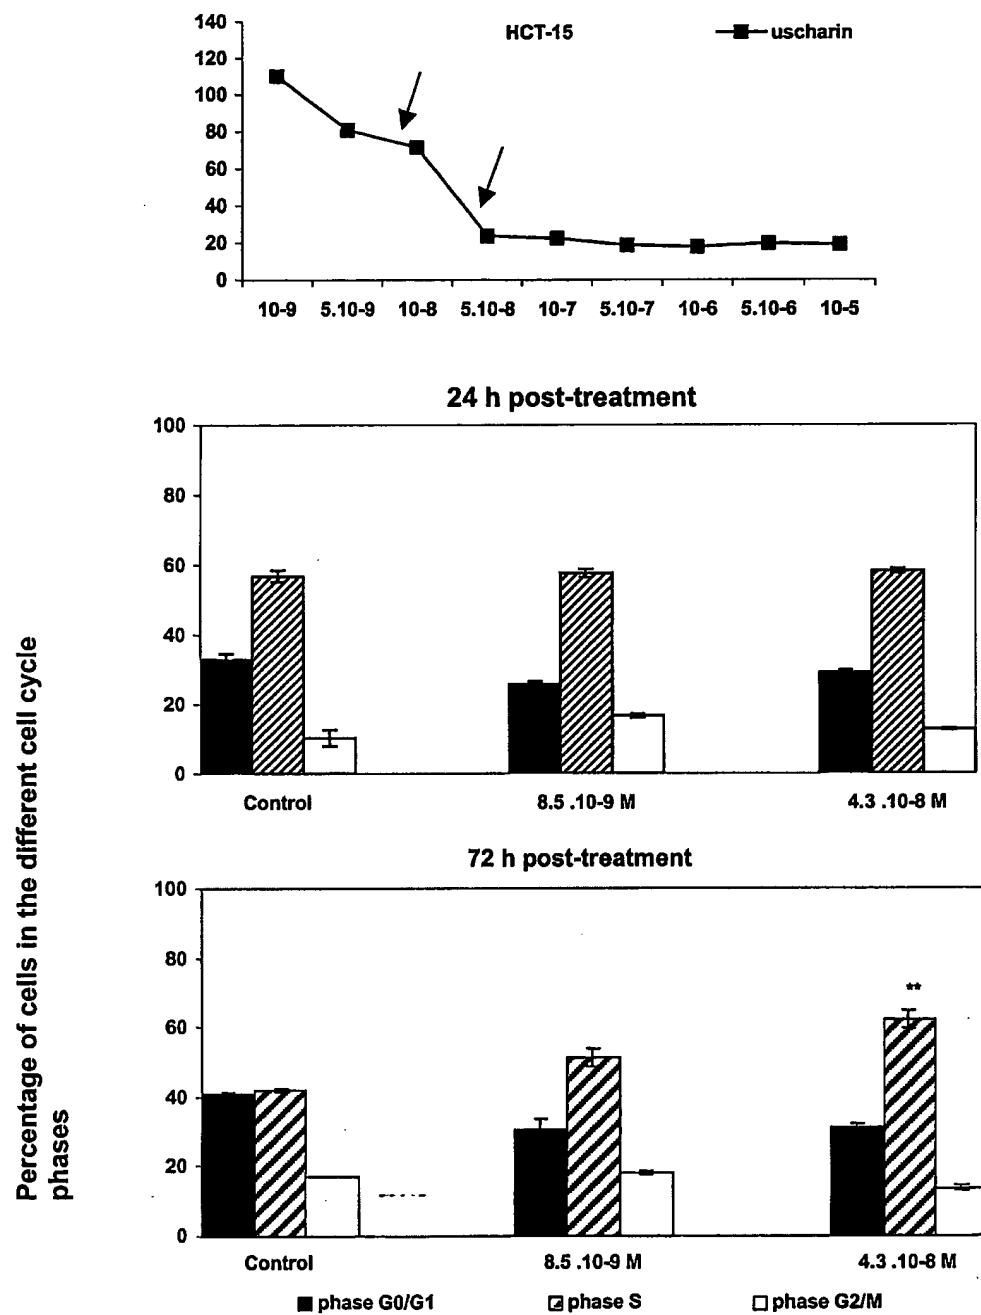 HCT-15
uscharin
140
120
100
80
60
40
20
0
10-9 5.10-9 10-8 5.10-8 10-7 5.10-7 10-6 5.10-6 10-5
Percentage of cells in the different cell cycle
phases
24 h post-treatment
100
80
60
40
20
0
Control 8.5 .10-9 M 4.3 .10-8 M
72 h post-treatment
100
80
60
40
20
0
**
Control 8.5 .10-9 M 4.3 .10-8 M
phase G0/G1 phase S phase G2/M